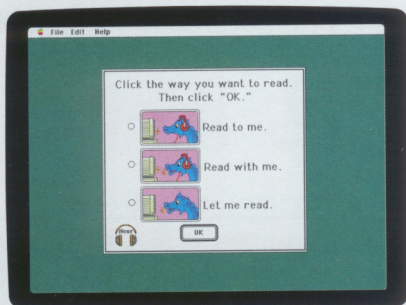 File Edit Help
Click the way you want to read.
Then click "OK."
Read to me.
Read with me.
Let me read.
Hear
OK